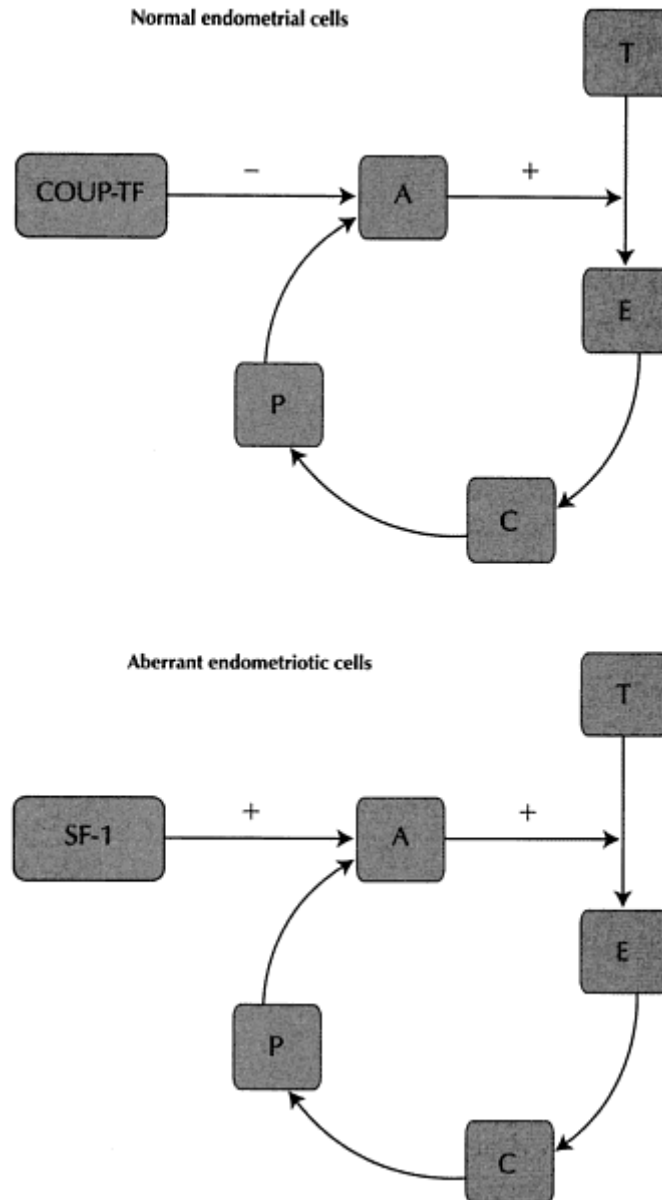 Normal endometrial cells
T
COUP-TF
−
A
+
E
P
C
Aberrant endometriotic cells
T
SF-1
+
A
+
E
P
C